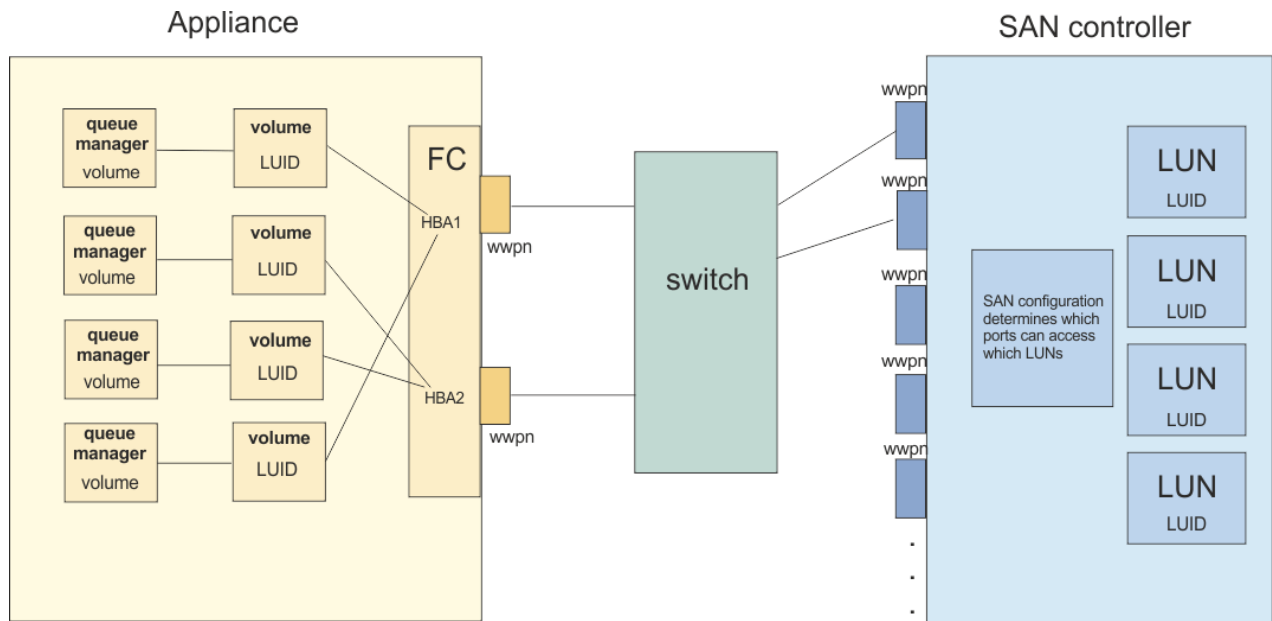 Appliance
queue
manager
volume
volume
LUID
queue
manager
volume
volume
LUID
queue
manager
volume
volume
LUID
queue
manager
volume
volume
LUID
FC
HBA1
HBA2
wwpn
wwpn
switch
SAN controller
wwpn
wwpn
wwpn
wwpn
wwpn
SAN configuration
determines which
ports can access
which LUNs
LUN
LUID
LUN
LUID
LUN
LUID
LUN
LUID